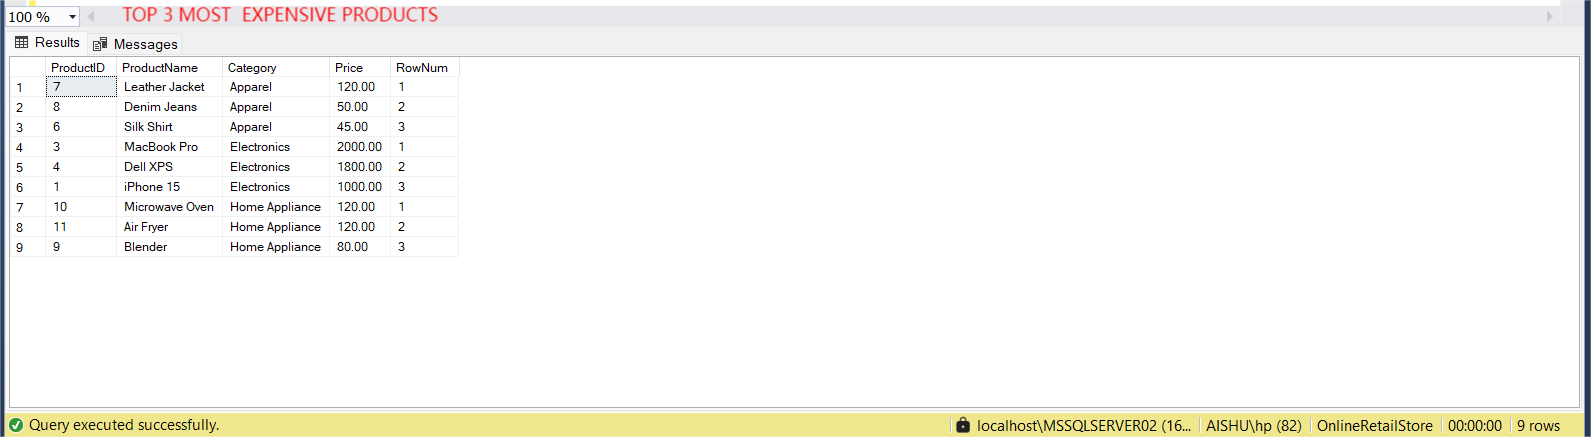 100 % TOP 3 MOST EXPENSIVE PRODUCTS
Results Messages
ProductID ProductName Category Price RowNum
1 7 Leather Jacket Apparel 120.00 1
2 8 Denim Jeans Apparel 50.00 2
3 6 Silk Shirt Apparel 45.00 3
4 3 MacBook Pro Electronics 2000.00 1
5 4 Dell XPS Electronics 1800.00 2
6 1 iPhone 15 Electronics 1000.00 3
7 10 Microwave Oven Home Appliance 120.00 1
8 11 Air Fryer Home Appliance 120.00 2
9 9 Blender Home Appliance 80.00 3
Query executed successfully. localhost\MSSQLSERVER02 (16... AISHU\hp (82) OnlineRetailStore 00:00:00 9 rows